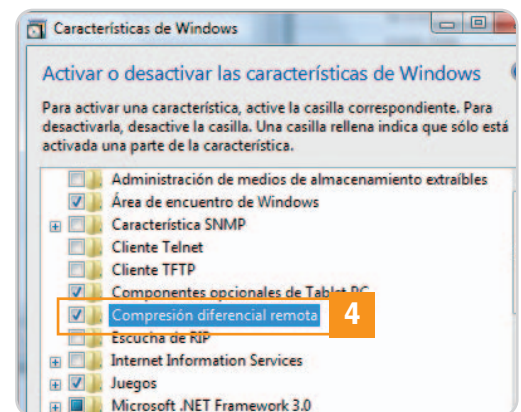 Características de Windows
Activar o desactivar las características de Windows
Para activar una característica, active la casilla correspondiente. Para
desactivarla, desactive la casilla. Una casilla rellena indica que sólo está
activada una parte de la característica.
Administración de medios de almacenamiento extraíbles
Área de encuentro de Windows
Característica SNMP
Cliente Telnet
Cliente TFTP
Componentes opcionales de Tablet PC
Compresión diferencial remota 4
Escucha de RIP
Internet Information Services
Juegos
Microsoft .NET Framework 3.0